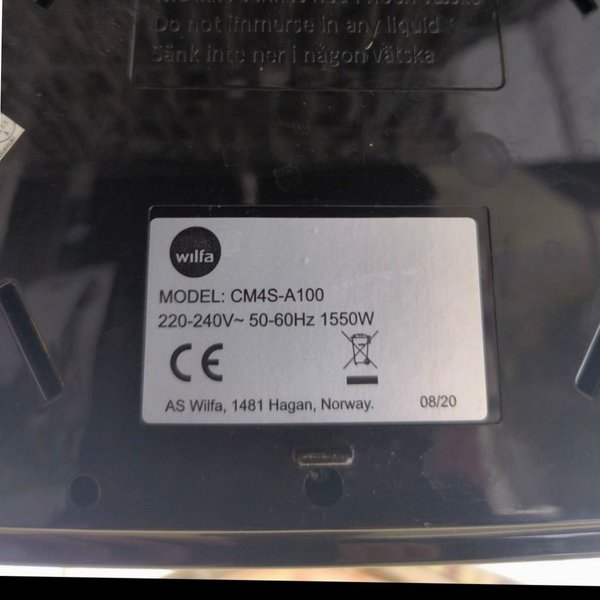 Do not immerse in any liquid
Sänk inte ner i någon vätska
wilfa
MODEL: CM4S-A100
220-240V~ 50-60Hz 1550W
CE
AS Wilfa, 1481 Hagan, Norway.
08/20